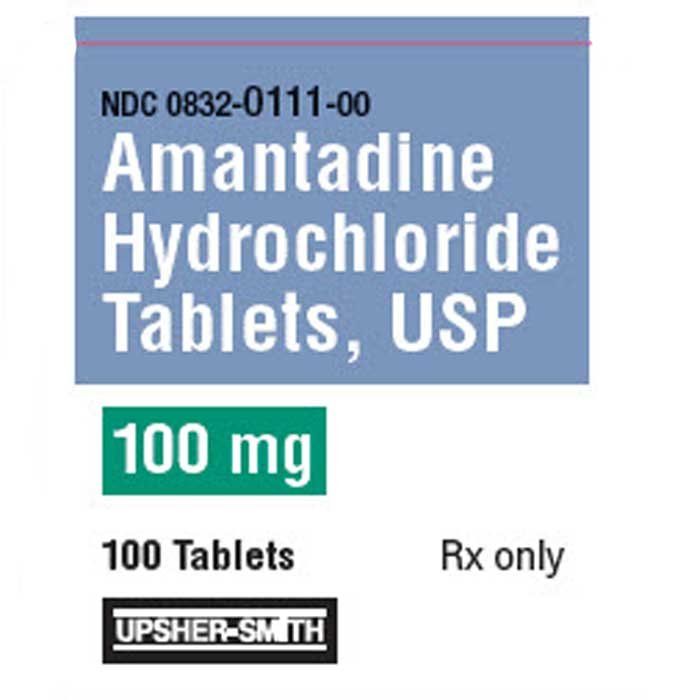 NDC 0832-0111-00
Amantadine
Hydrochloride
Tablets, USP
100 mg
100 Tablets Rx only
UPSHER-SMITH